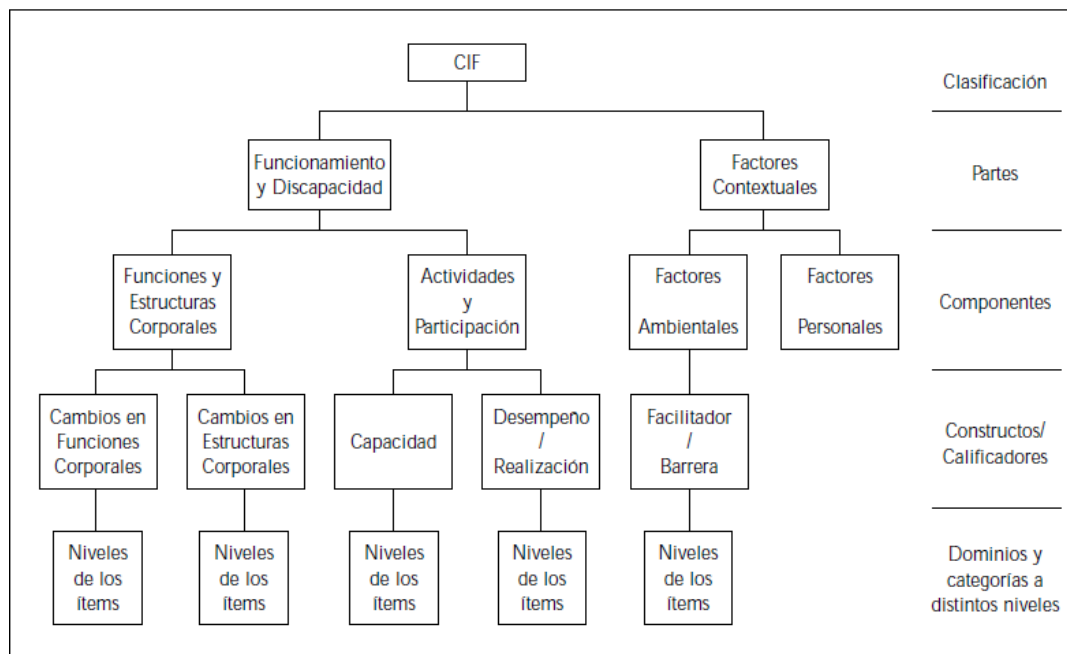 CIF
Clasificación
Funcionamiento
y Discapacidad
Factores
Contextuales
Partes
Funciones y
Estructuras
Corporales
Actividades
y
Participación
Factores
Ambientales
Factores
Personales
Componentes
Cambios en
Funciones
Corporales
Cambios en
Estructuras
Corporales
Capacidad
Desempeño
/
Realización
Facilitador
/
Barrera
Constructos/
Calificadores
Niveles
de los
ítems
Niveles
de los
ítems
Niveles
de los
ítems
Niveles
de los
ítems
Niveles
de los
ítems
Dominios y
categorías a
distintos niveles